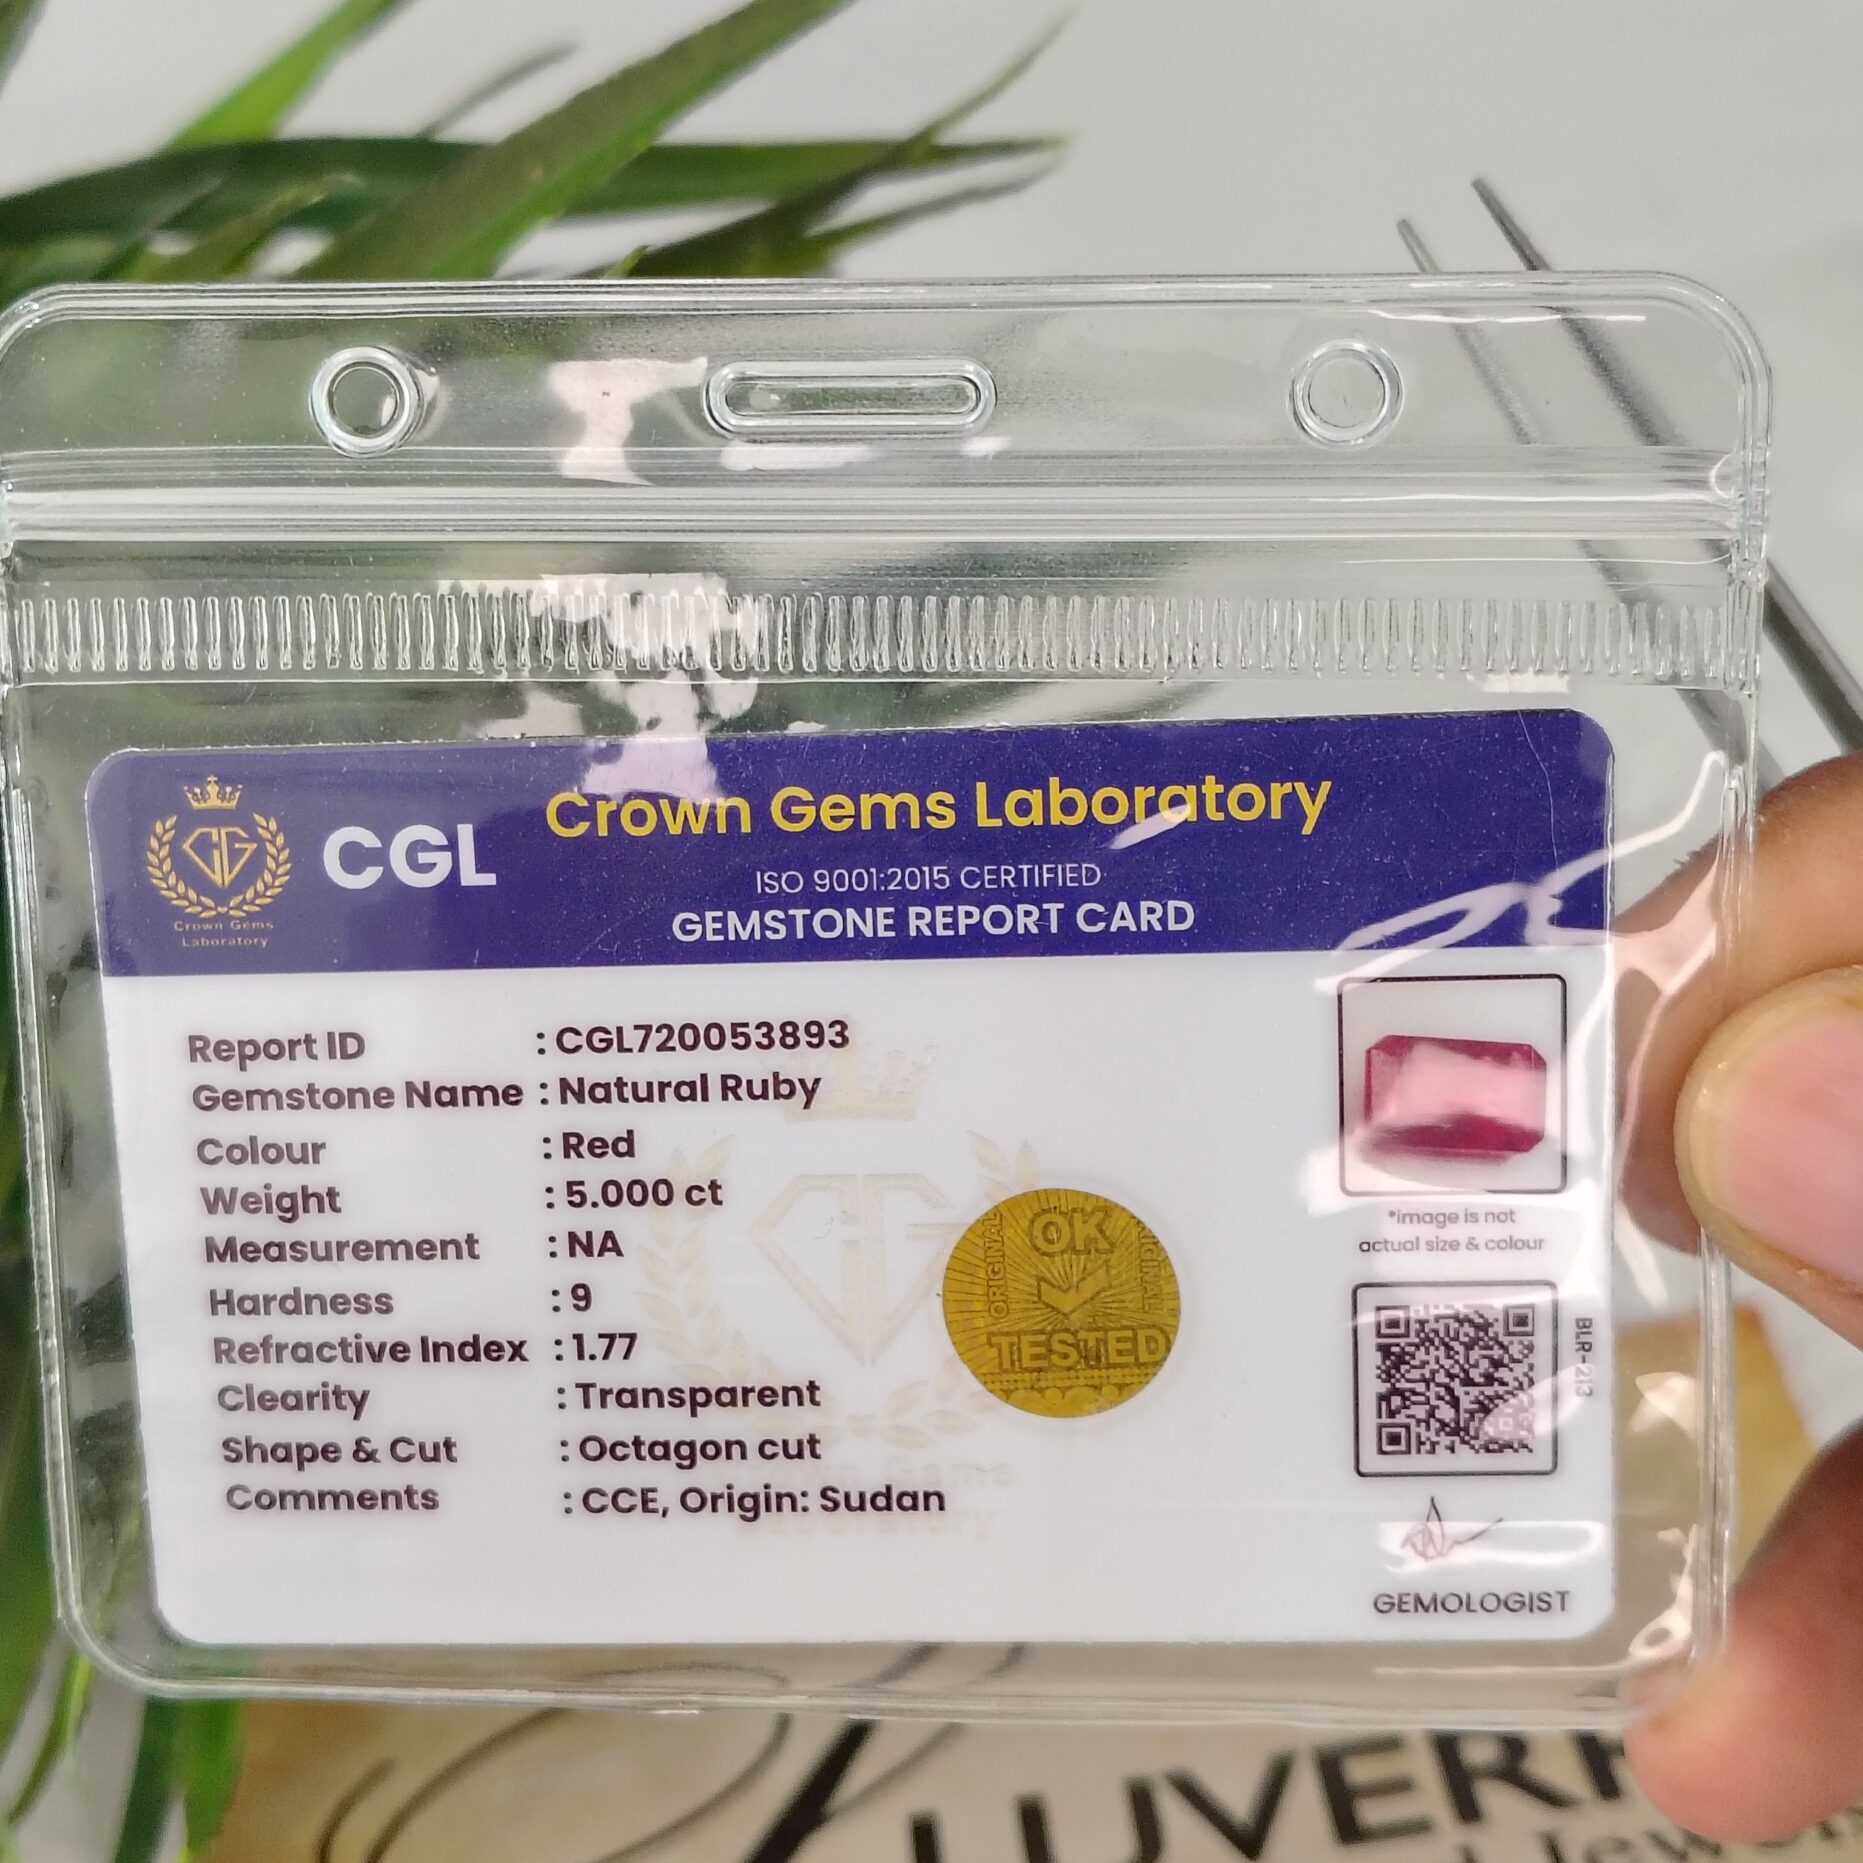 CGL
Crown Gems Laboratory
ISO 9001:2015 CERTIFIED
GEMSTONE REPORT CARD
Crown Gems
Laboratory
Report ID : CGL720053893
Gemstone Name : Natural Ruby
Colour : Red
Weight : 5.000 ct
Measurement : NA
Hardness : 9
Refractive Index : 1.77
Clearity : Transparent
Shape & Cut : Octagon cut
Comments : CCE, Origin: Sudan
ORIGINAL
OK
ORIGINAL
TESTED
*image is not
actual size & colour
BLR-213
GEMOLOGIST